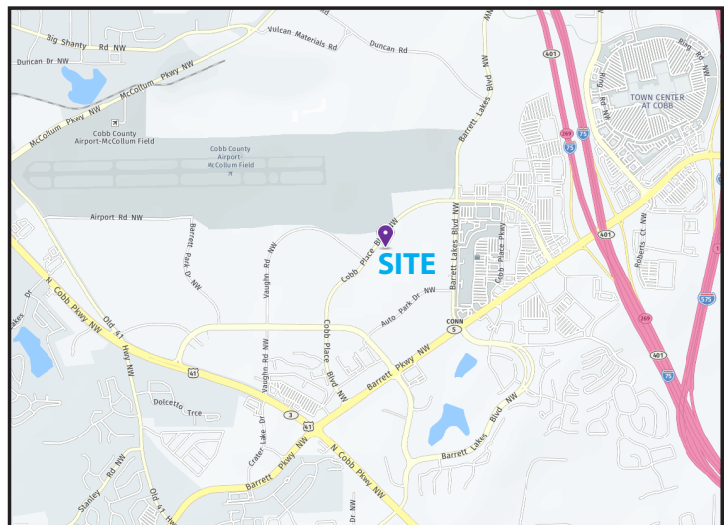 Big Shanty Rd NW
Vulcan Materials Rd
Duncan Rd
Blvd NW
Barrett Lakes
401
Ring Rd NW
Ring Rd NW
Duncan Dr NW
McCollum Pkwy NW
McCollum Pkwy NW
TOWN CENTER
AT COBB
Cobb County
Airport-McCollum Field
269
75
75
Cobb County
Airport-
McCollum Field
Airport Rd NW
Barrett Park Dr NW
Vaughn Rd NW
Cobb Place Blvd NW
SITE
Barrett Lakes Blvd NW
Cobb Place Pkwy
401
Roberts Ct NW
N Cobb Pkwy NW
Old 41 Hwy NW
Auto Park Dr NW
CONN
5
575
269
Cobb Place Blvd NW
Vaughn Rd NW
41
Barrett Pkwy NW
401
75
Dolcetto Trce
3
41
Crater Lake Dr
Barrett Lakes Blvd NW
Stanley Rd NW
Old 41
Barrett Pkwy NW
N Cobb Pkwy NW
Dr NW